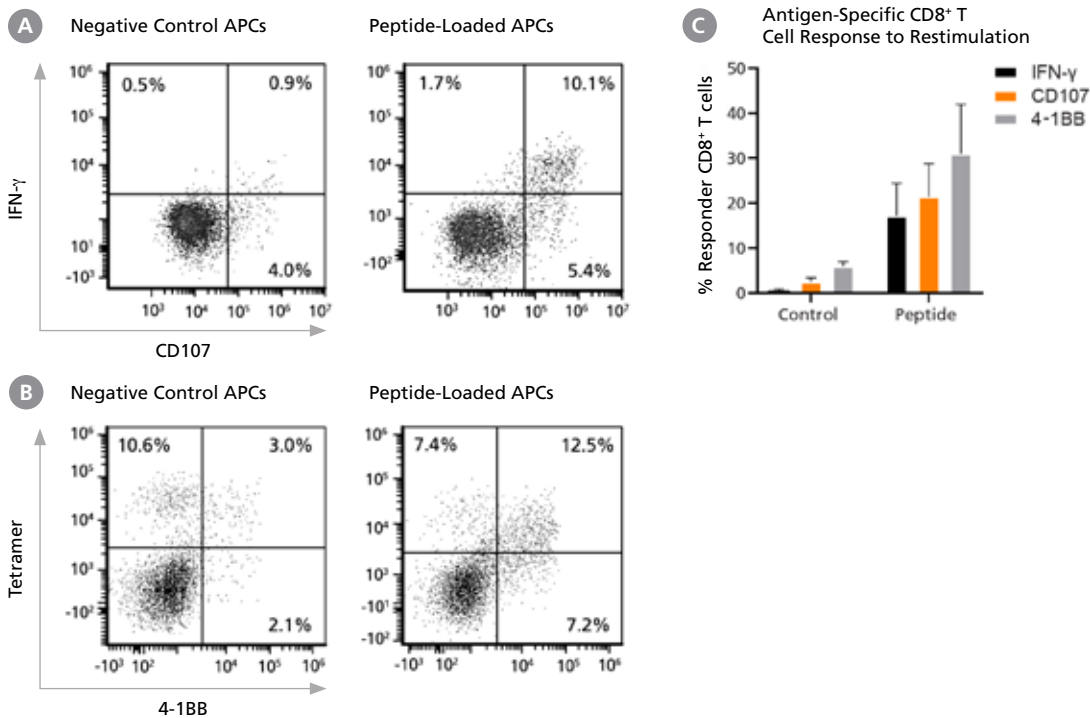 A
Negative Control APCs
Peptide-Loaded APCs
10⁶
10⁵
10⁴
10³
10¹
-10³
0.5%
0.9%
4.0%
10³ 10⁴ 10⁵ 10⁶ 10⁷
10⁶
10⁵
10⁴
10³
-10²
1.7%
10.1%
5.4%
10³ 10⁴ 10⁵ 10⁶ 10⁷
IFN-γ
CD107
B
Negative Control APCs
Peptide-Loaded APCs
10⁶
10⁵
10⁴
10³
-10²
10.6%
3.0%
2.1%
-10³ 10² 10⁴ 10⁵ 10⁶
10⁶
10⁵
10⁴
10³
-10¹
-10²
7.4%
12.5%
7.2%
-10³ 10² 10⁴ 10⁵ 10⁶
Tetramer
4-1BB
C
Antigen-Specific CD8⁺ T
Cell Response to Restimulation
% Responder CD8⁺ T cells
50
40
30
20
10
0
Control
Peptide
IFN-γ
CD107
4-1BB